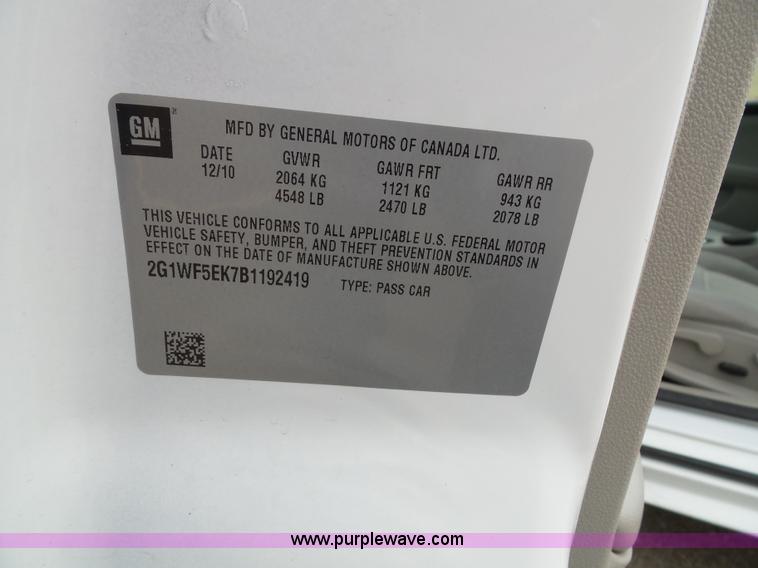 GM
MFD BY GENERAL MOTORS OF CANADA LTD.
DATE GVWR GAWR FRT GAWR RR
12/10 2064 KG 1121 KG 943 KG
4548 LB 2470 LB 2078 LB
THIS VEHICLE CONFORMS TO ALL APPLICABLE U.S. FEDERAL MOTOR
VEHICLE SAFETY, BUMPER, AND THEFT PREVENTION STANDARDS IN
EFFECT ON THE DATE OF MANUFACTURE SHOWN ABOVE.
2G1WF5EK7B1192419 TYPE: PASS CAR
www.purplewave.com